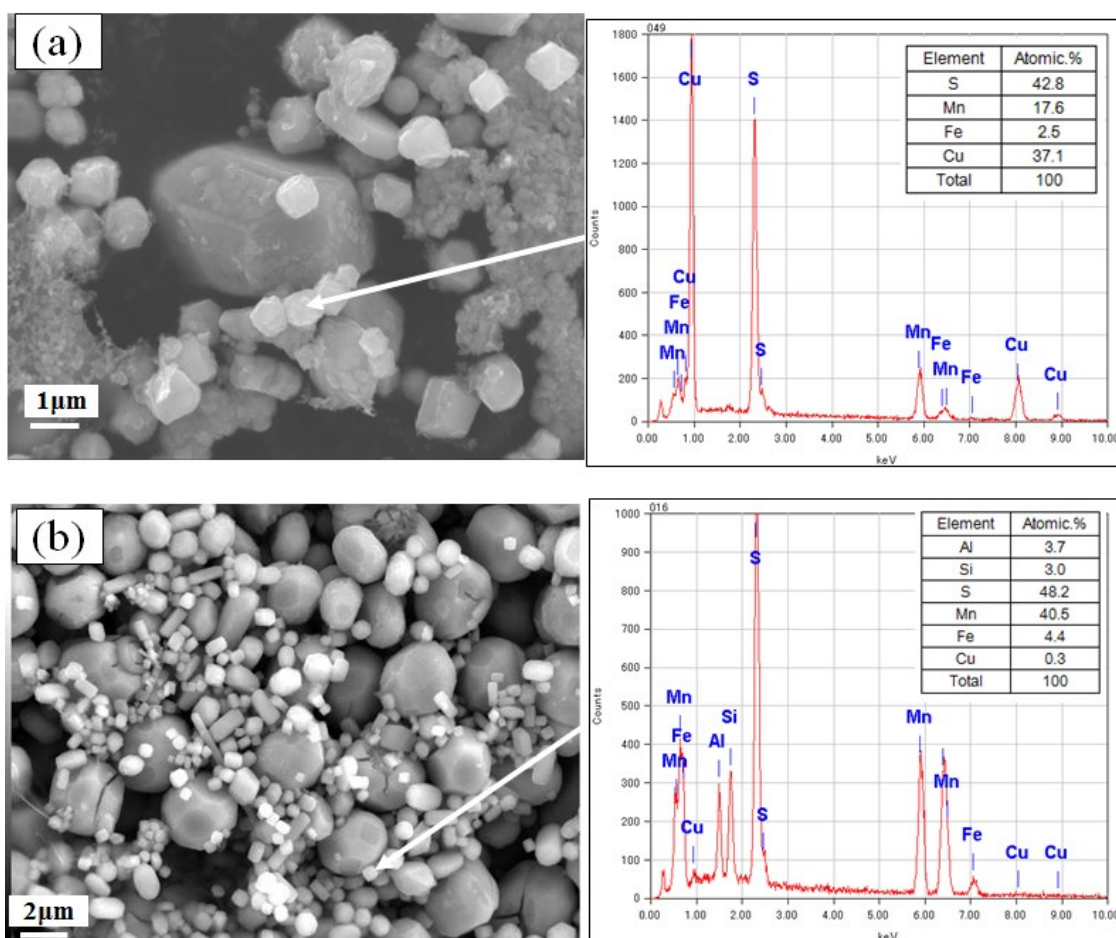 (a)
1μm
049
1800
1600
1400
1200
1000
800
600
400
200
0
Counts
0.00 1.00 2.00 3.00 4.00 5.00 6.00 7.00 8.00 9.00 10.00
keV
Cu S
Cu
Fe
Mn
Mn
S
Mn Fe Mn Fe Cu Cu
Element Atomic.%
S 42.8
Mn 17.6
Fe 2.5
Cu 37.1
Total 100
(b)
2μm
016
1000
900
800
700
600
500
400
300
200
100
0
Counts
0.00 1.00 2.00 3.00 4.00 5.00 6.00 7.00 8.00 9.00 10.00
keV
S
Mn
Fe
Mn
Cu Al Si S
Mn Mn Fe Cu Cu
Element Atomic.%
Al 3.7
Si 3.0
S 48.2
Mn 40.5
Fe 4.4
Cu 0.3
Total 100